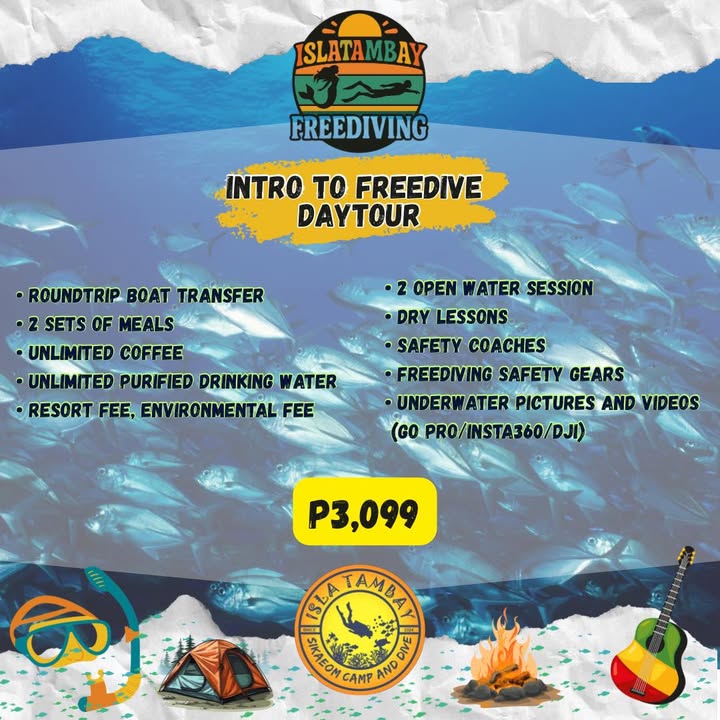 ISLATAMBAY
FREEDIVING
INTRO TO FREEDIVE
DAYTOUR
• ROUNDTRIP BOAT TRANSFER
• 2 SETS OF MEALS
• UNLIMITED COFFEE
• UNLIMITED PURIFIED DRINKING WATER
• RESORT FEE, ENVIRONMENTAL FEE
• 2 OPEN WATER SESSION
• DRY LESSONS
• SAFETY COACHES
• FREEDIVING SAFETY GEARS
• UNDERWATER PICTURES AND VIDEOS
(GO PRO/INSTA360/DJI)
P3,099
ISLA TAMBAY
SIKAEOM CAMP AND DIVE